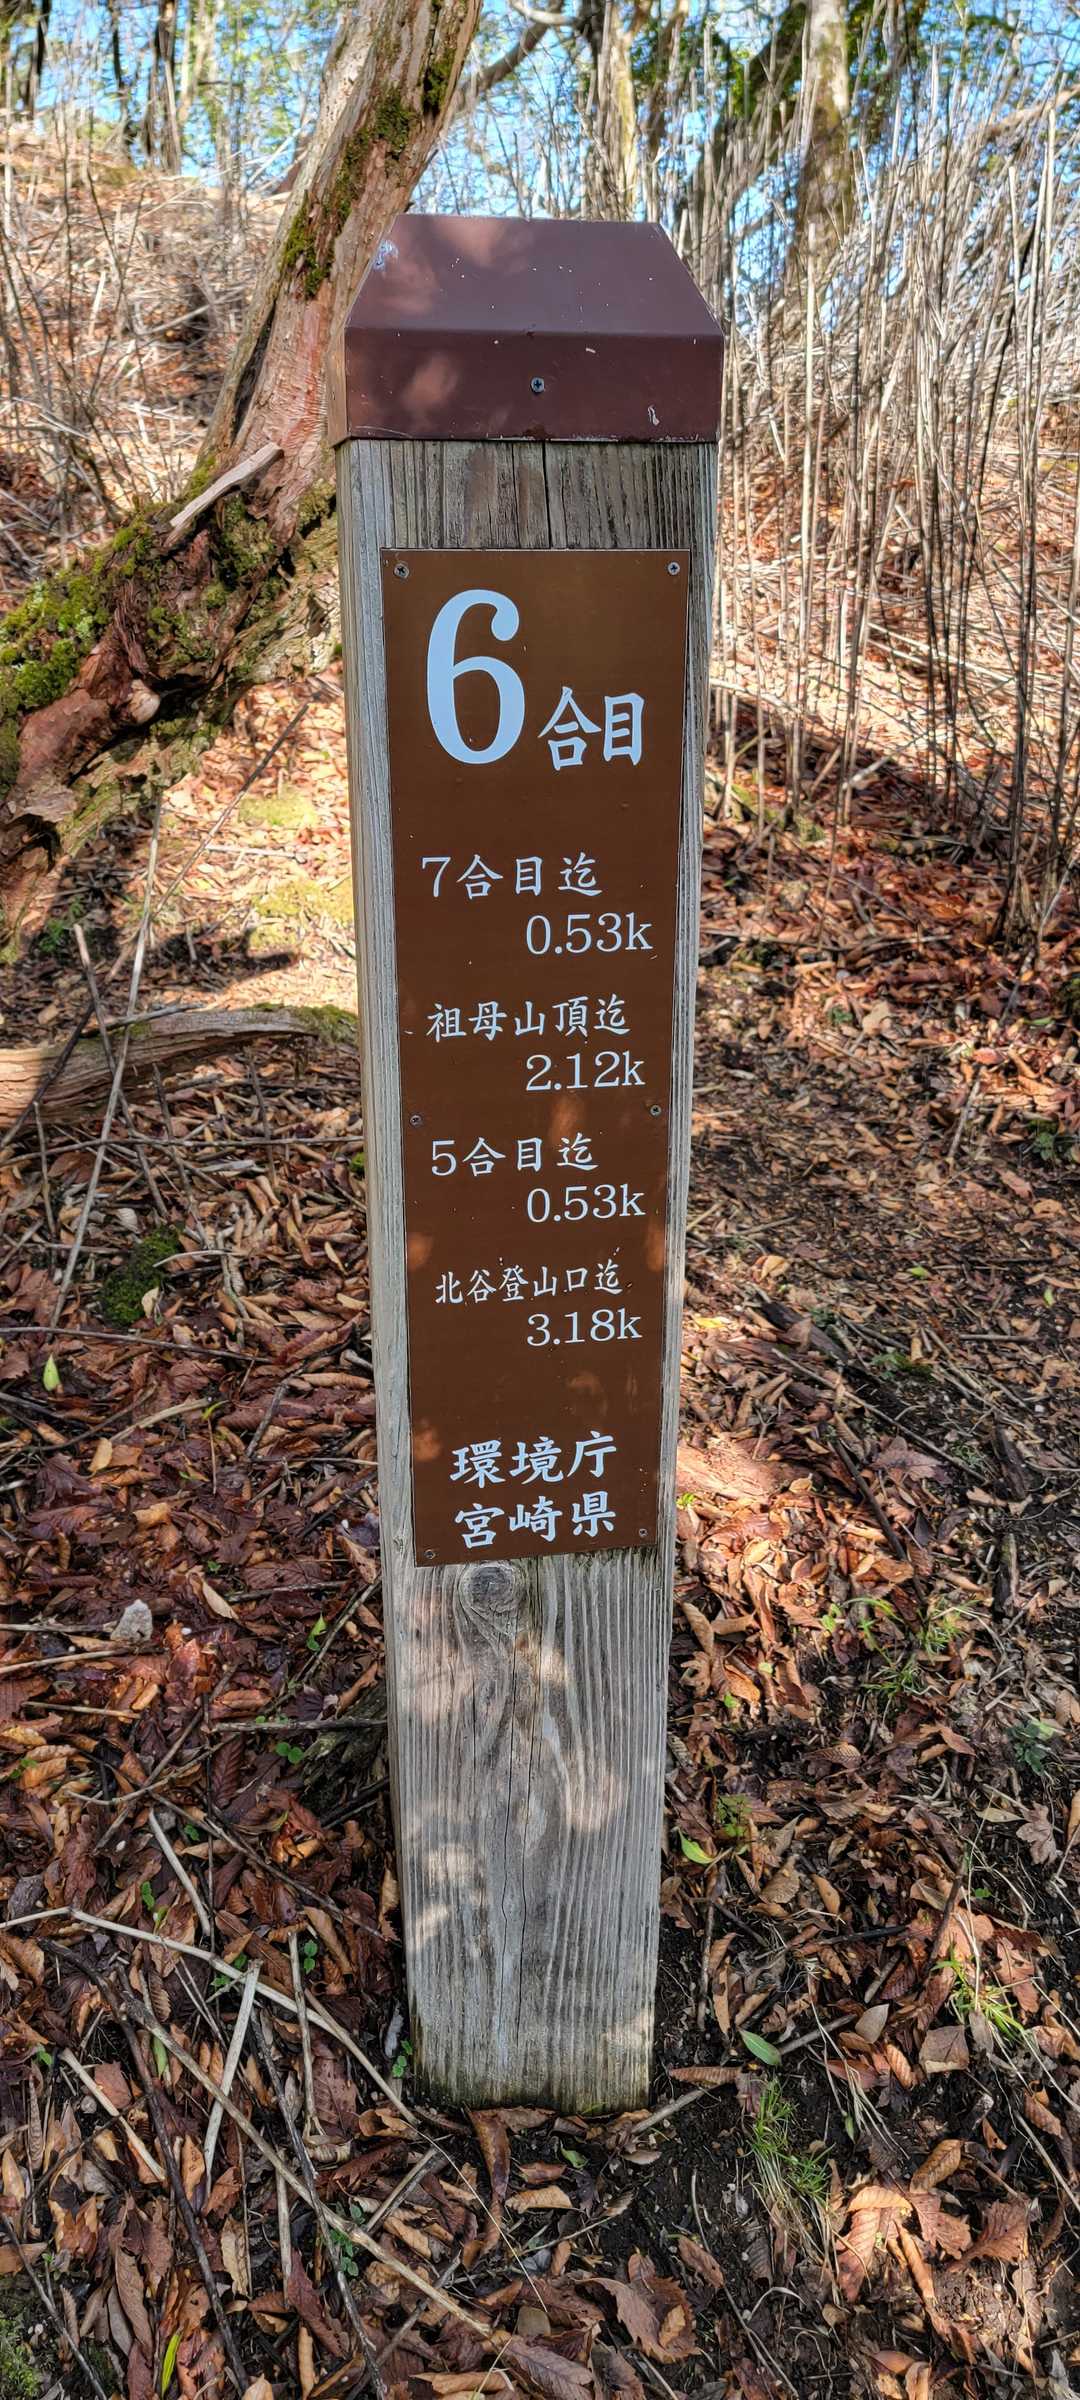 6合目
7合目迄
0.53k
祖母山頂迄
2.12k
5合目迄
0.53k
北谷登山口迄
3.18k
環境庁
宮崎県